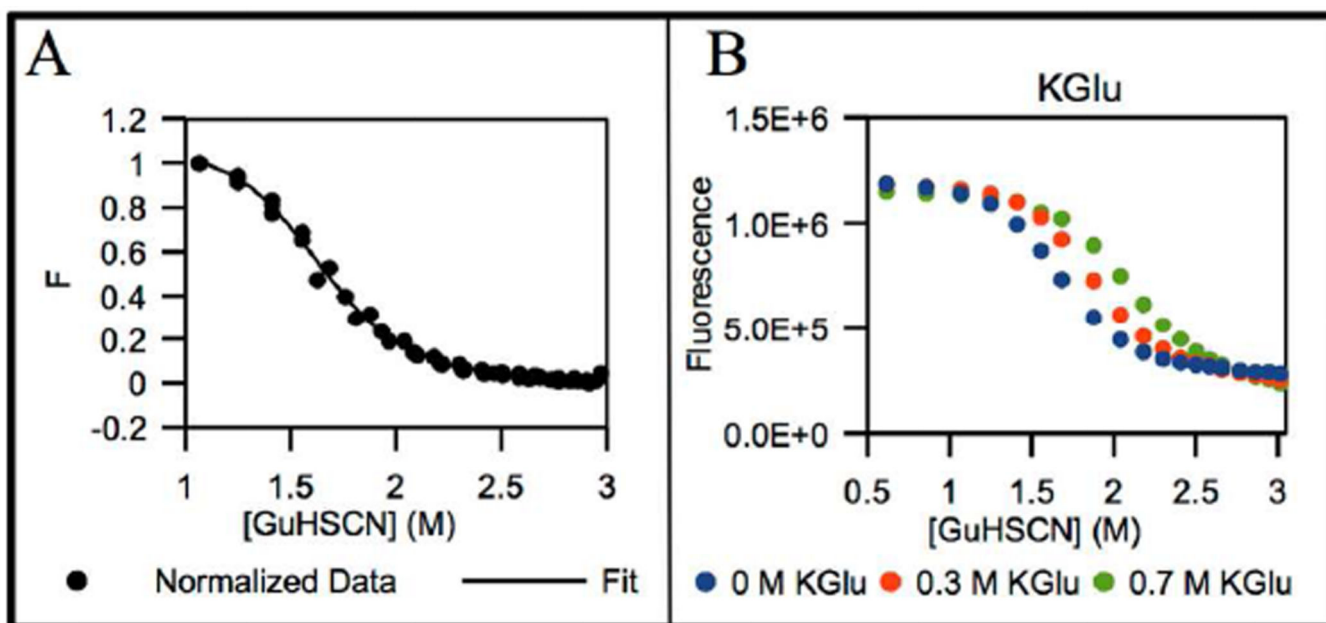 A
1.2
1
0.8
0.6
0.4
0.2
0
-0.2
F
1 1.5 2 2.5 3
[GuHSCN] (M)
Normalized Data Fit
B
KGlu
1.5E+6
1.0E+6
5.0E+5
0.0E+0
Fluorescence
0.5 1 1.5 2 2.5 3
[GuHSCN] (M)
0 M KGlu 0.3 M KGlu 0.7 M KGlu